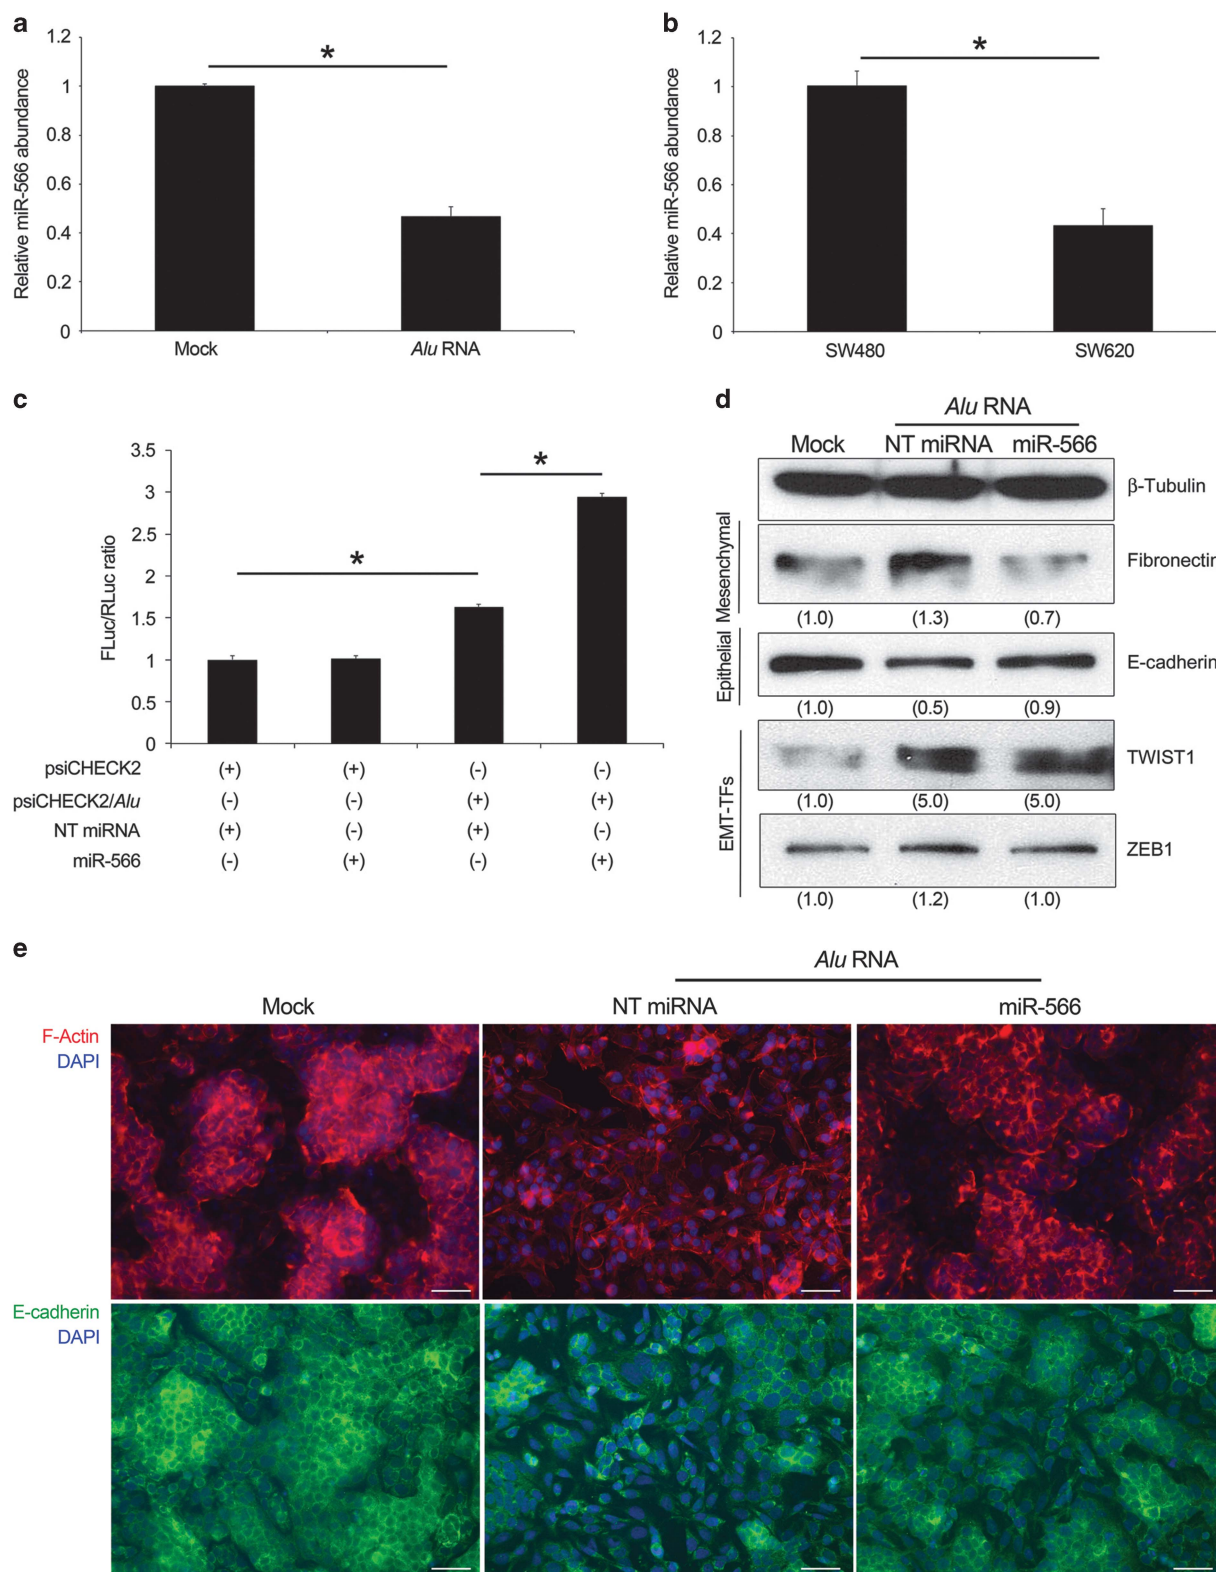 a
1.2
1
0.8
0.6
0.4
0.2
0
Relative miR-566 abundance
*
Mock
Alu RNA
b
1.2
1
0.8
0.6
0.4
0.2
0
Relative miR-566 abundance
*
SW480
SW620
c
3.5
3
2.5
2
1.5
1
0.5
0
FLuc/RLuc ratio
*
*
psiCHECK2 (+) (+) (-) (-)
psiCHECK2/Alu (-) (-) (+) (+)
NT miRNA (+) (-) (+) (-)
miR-566 (-) (+) (-) (+)
d
Alu RNA
Mock NT miRNA miR-566
β-Tubulin
Mesenchymal
Fibronectin
(1.0) (1.3) (0.7)
Epithelial
E-cadherin
(1.0) (0.5) (0.9)
EMT-TFs
TWIST1
(1.0) (5.0) (5.0)
ZEB1
(1.0) (1.2) (1.0)
e
Alu RNA
Mock NT miRNA miR-566
F-Actin
DAPI
E-cadherin
DAPI